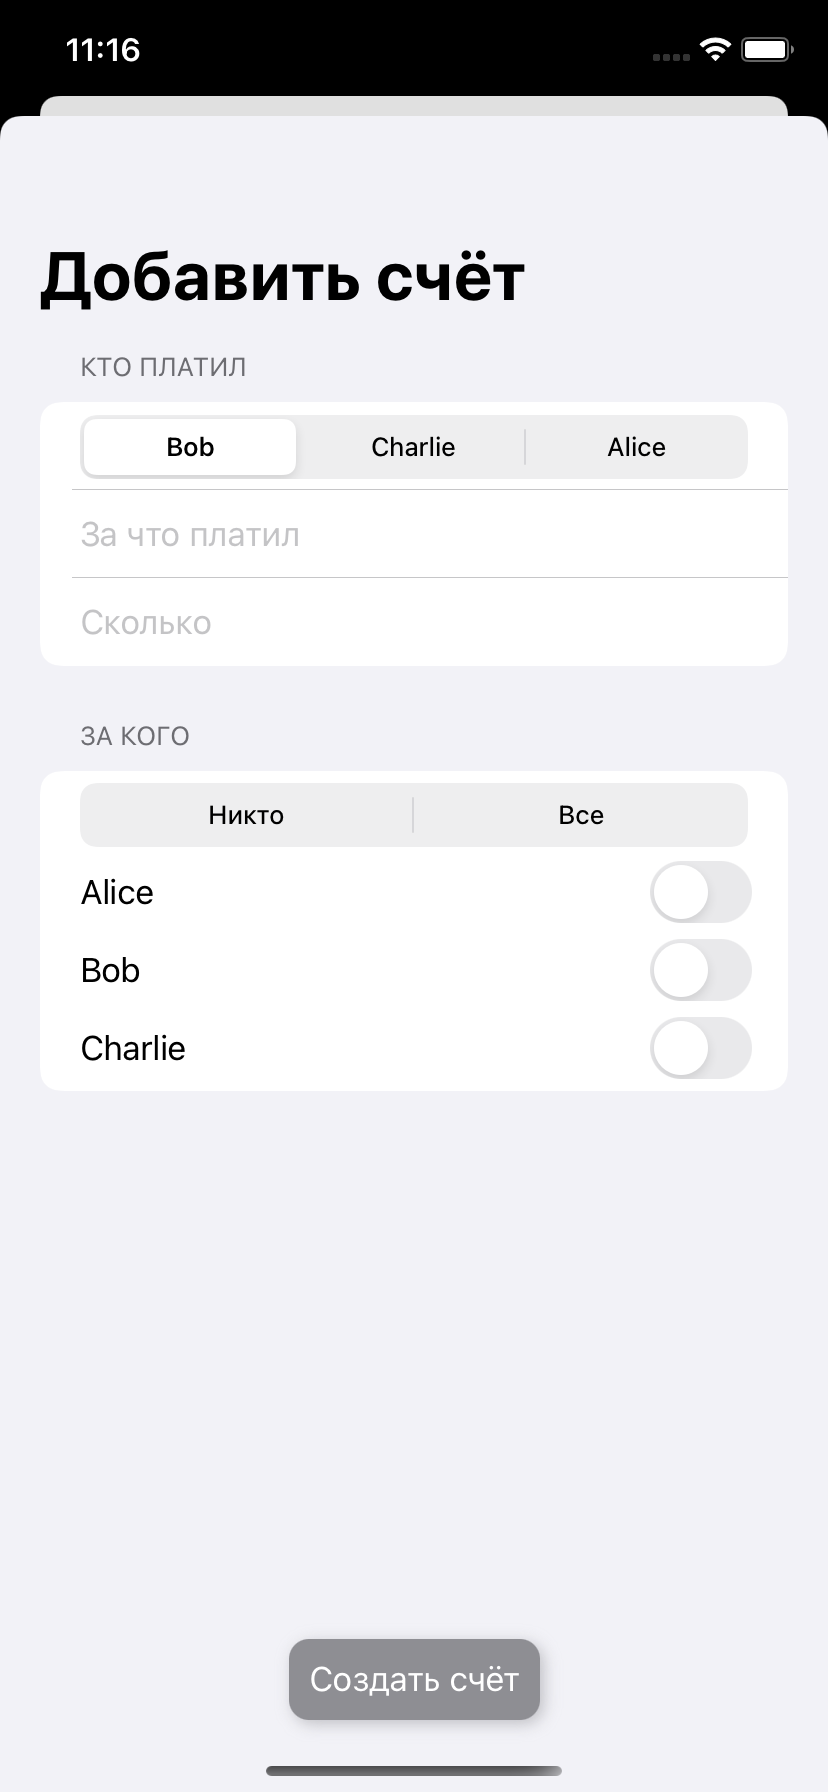 11:16
Добавить счёт
КТО ПЛАТИЛ
Bob Charlie Alice
За что платил
Сколько
ЗА КОГО
Никто Все
Alice
Bob
Charlie
Создать счёт